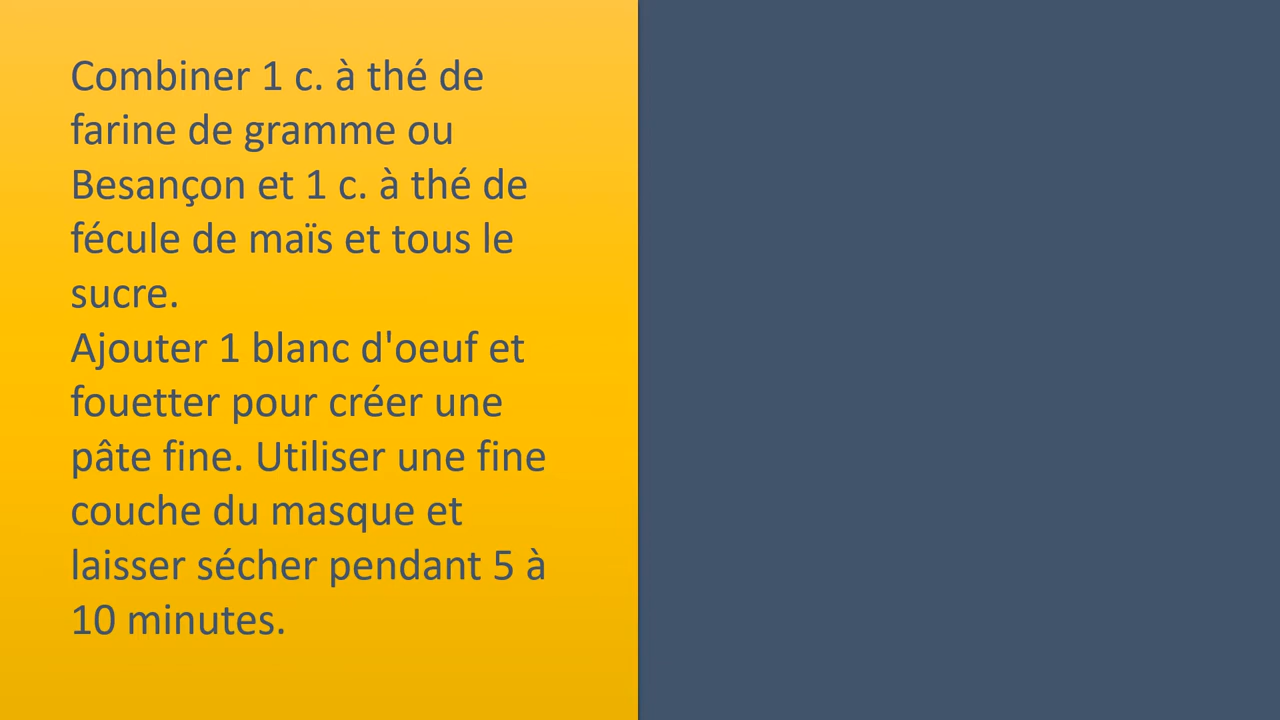 Combiner 1 c. à thé de
farine de gramme ou
Besançon et 1 c. à thé de
fécule de maïs et tous le
sucre.
Ajouter 1 blanc d'oeuf et
fouetter pour créer une
pâte fine. Utiliser une fine
couche du masque et
laisser sécher pendant 5 à
10 minutes.